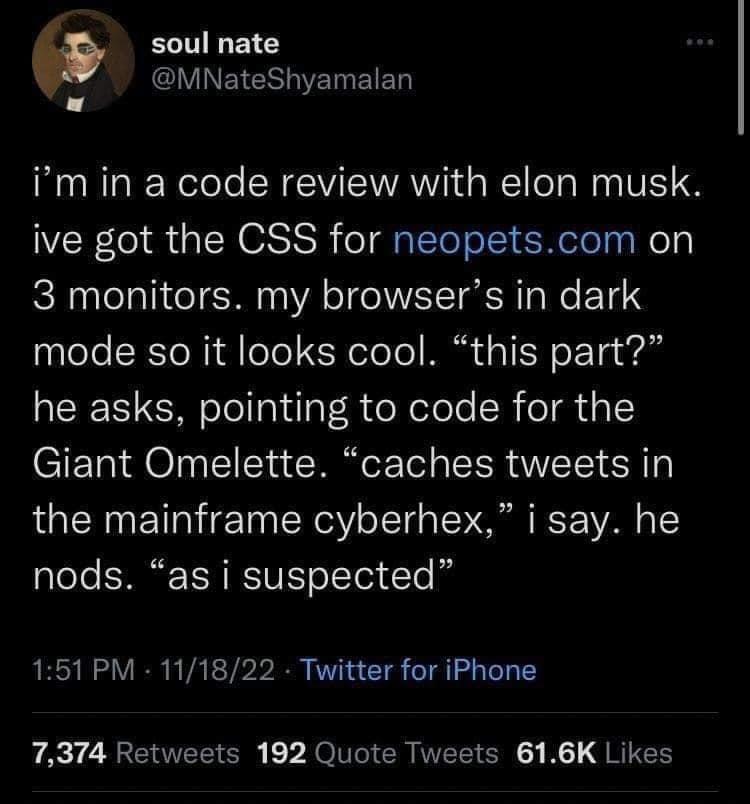 soul nate
@MNateShyamalan
i’m in a code review with elon musk.
ive got the CSS for neopets.com on
3 monitors. my browser’s in dark
mode so it looks cool. “this part?”
he asks, pointing to code for the
Giant Omelette. “caches tweets in
the mainframe cyberhex,” i say. he
nods. “as i suspected”
1:51 PM · 11/18/22 · Twitter for iPhone
7,374 Retweets 192 Quote Tweets 61.6K Likes